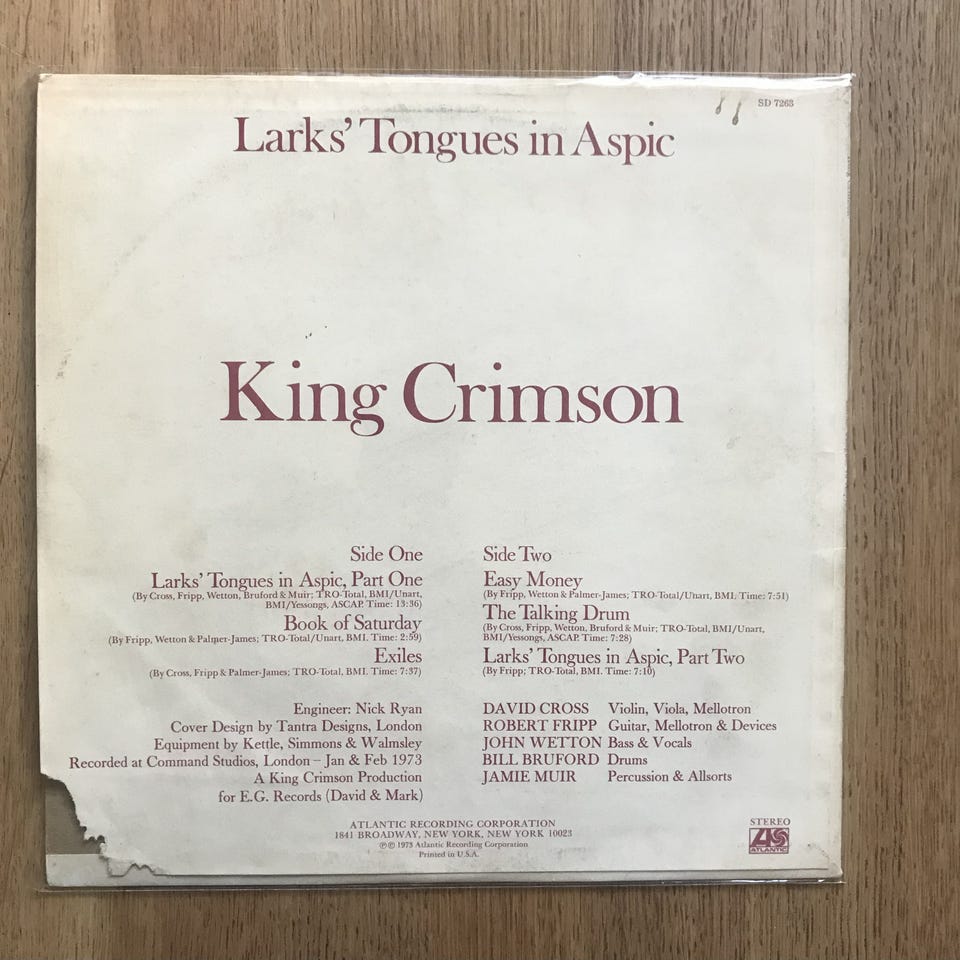 SD 7263
Larks' Tongues in Aspic
King Crimson
Side One
Larks' Tongues in Aspic, Part One
(By Cross, Fripp, Wetton, Bruford & Muir; TRO-Total, BMI/Unart,
BMI/Yessongs, ASCAP. Time: 13:36)
Book of Saturday
(By Fripp, Wetton & Palmer-James; TRO-Total/Unart, BMI. Time: 2:59)
Exiles
(By Cross, Fripp & Palmer-James; TRO-Total, BMI. Time: 7:37)
Engineer: Nick Ryan
Cover Design by Tantra Designs, London
Equipment by Kettle, Simmons & Walmsley
Recorded at Command Studios, London – Jan & Feb 1973
A King Crimson Production
for E.G. Records (David & Mark)
Side Two
Easy Money
(By Fripp, Wetton & Palmer-James; TRO-Total/Unart, BMI. Time: 7:51)
The Talking Drum
(By Cross, Fripp, Wetton, Bruford & Muir; TRO-Total, BMI/Unart,
BMI/Yessongs, ASCAP. Time: 7:28)
Larks' Tongues in Aspic, Part Two
(By Fripp; TRO-Total, BMI. Time: 7:10)
DAVID CROSS Violin, Viola, Mellotron
ROBERT FRIPP Guitar, Mellotron & Devices
JOHN WETTON Bass & Vocals
BILL BRUFORD Drums
JAMIE MUIR Percussion & Allsorts
ATLANTIC RECORDING CORPORATION
1841 BROADWAY, NEW YORK, NEW YORK 10023
℗© 1973 Atlantic Recording Corporation
Printed in U.S.A.
STEREO
ATLANTIC